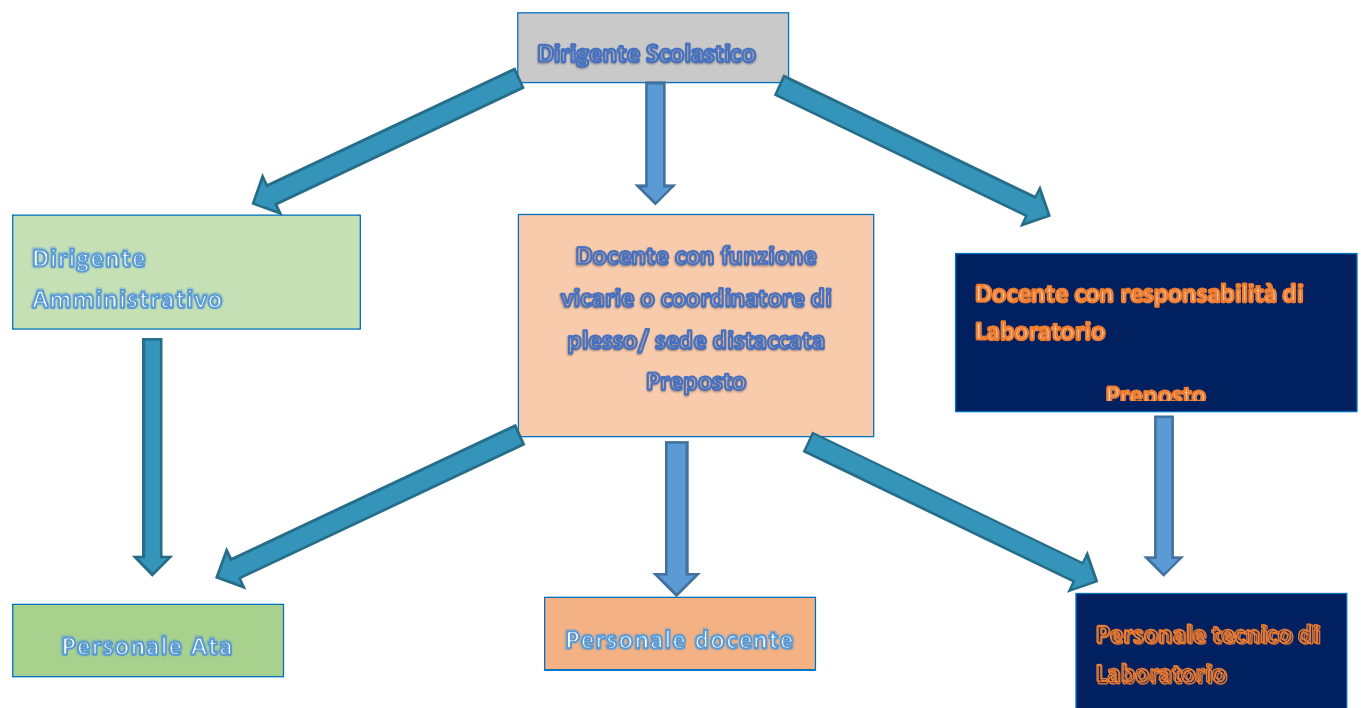 Dirigente Scolastico
Dirigente
Amministrativo
Docente con funzione
vicarie o coordinatore di
plesso/ sede distaccata
Preposto
Docente con responsabilità di
Laboratorio
Preposto
Personale Ata
Personale docente
Personale tecnico di
Laboratorio